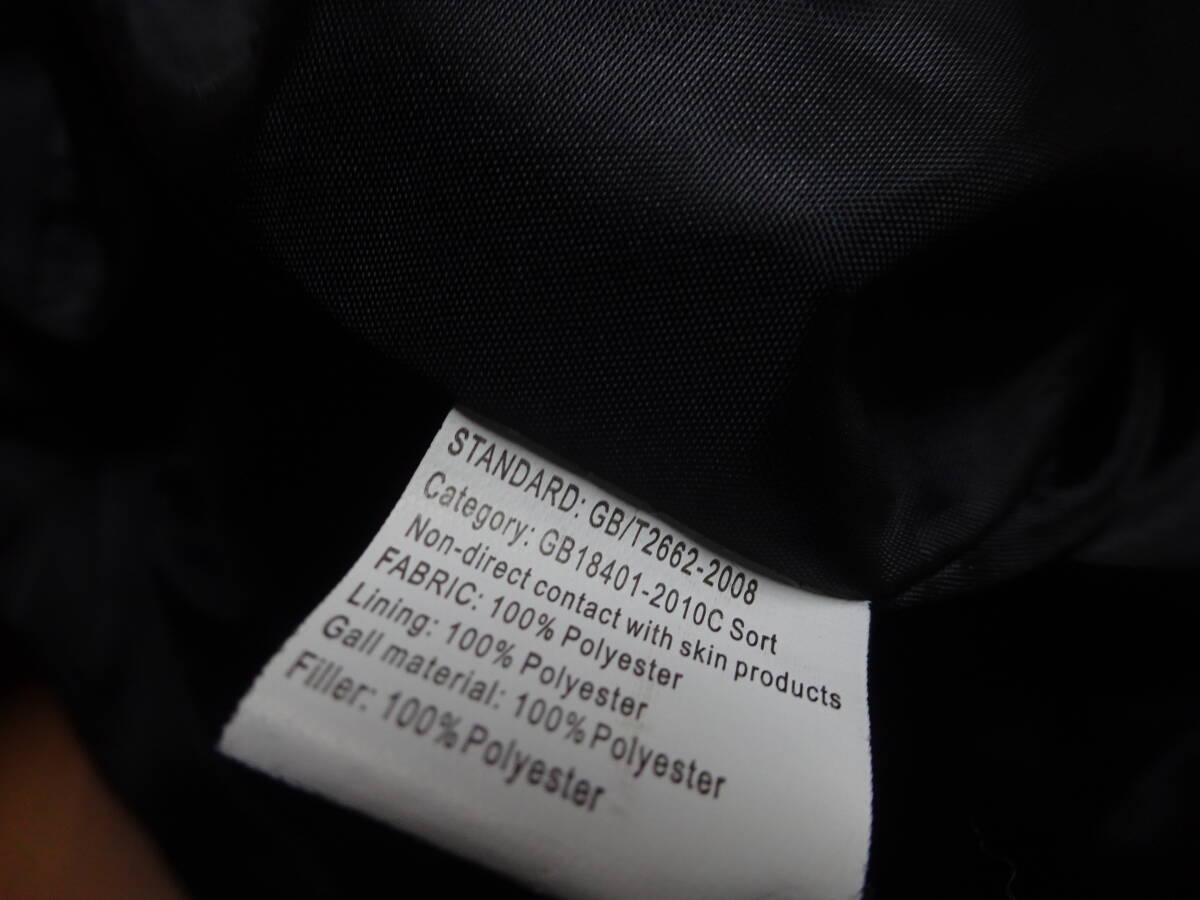 STANDARD: GB/T2662-2008
Category: GB18401-2010C Sort
Non-direct contact with skin products
FABRIC: 100% Polyester
Lining: 100% Polyester
Gall material: 100% Polyester
Filler: 100% Polyester